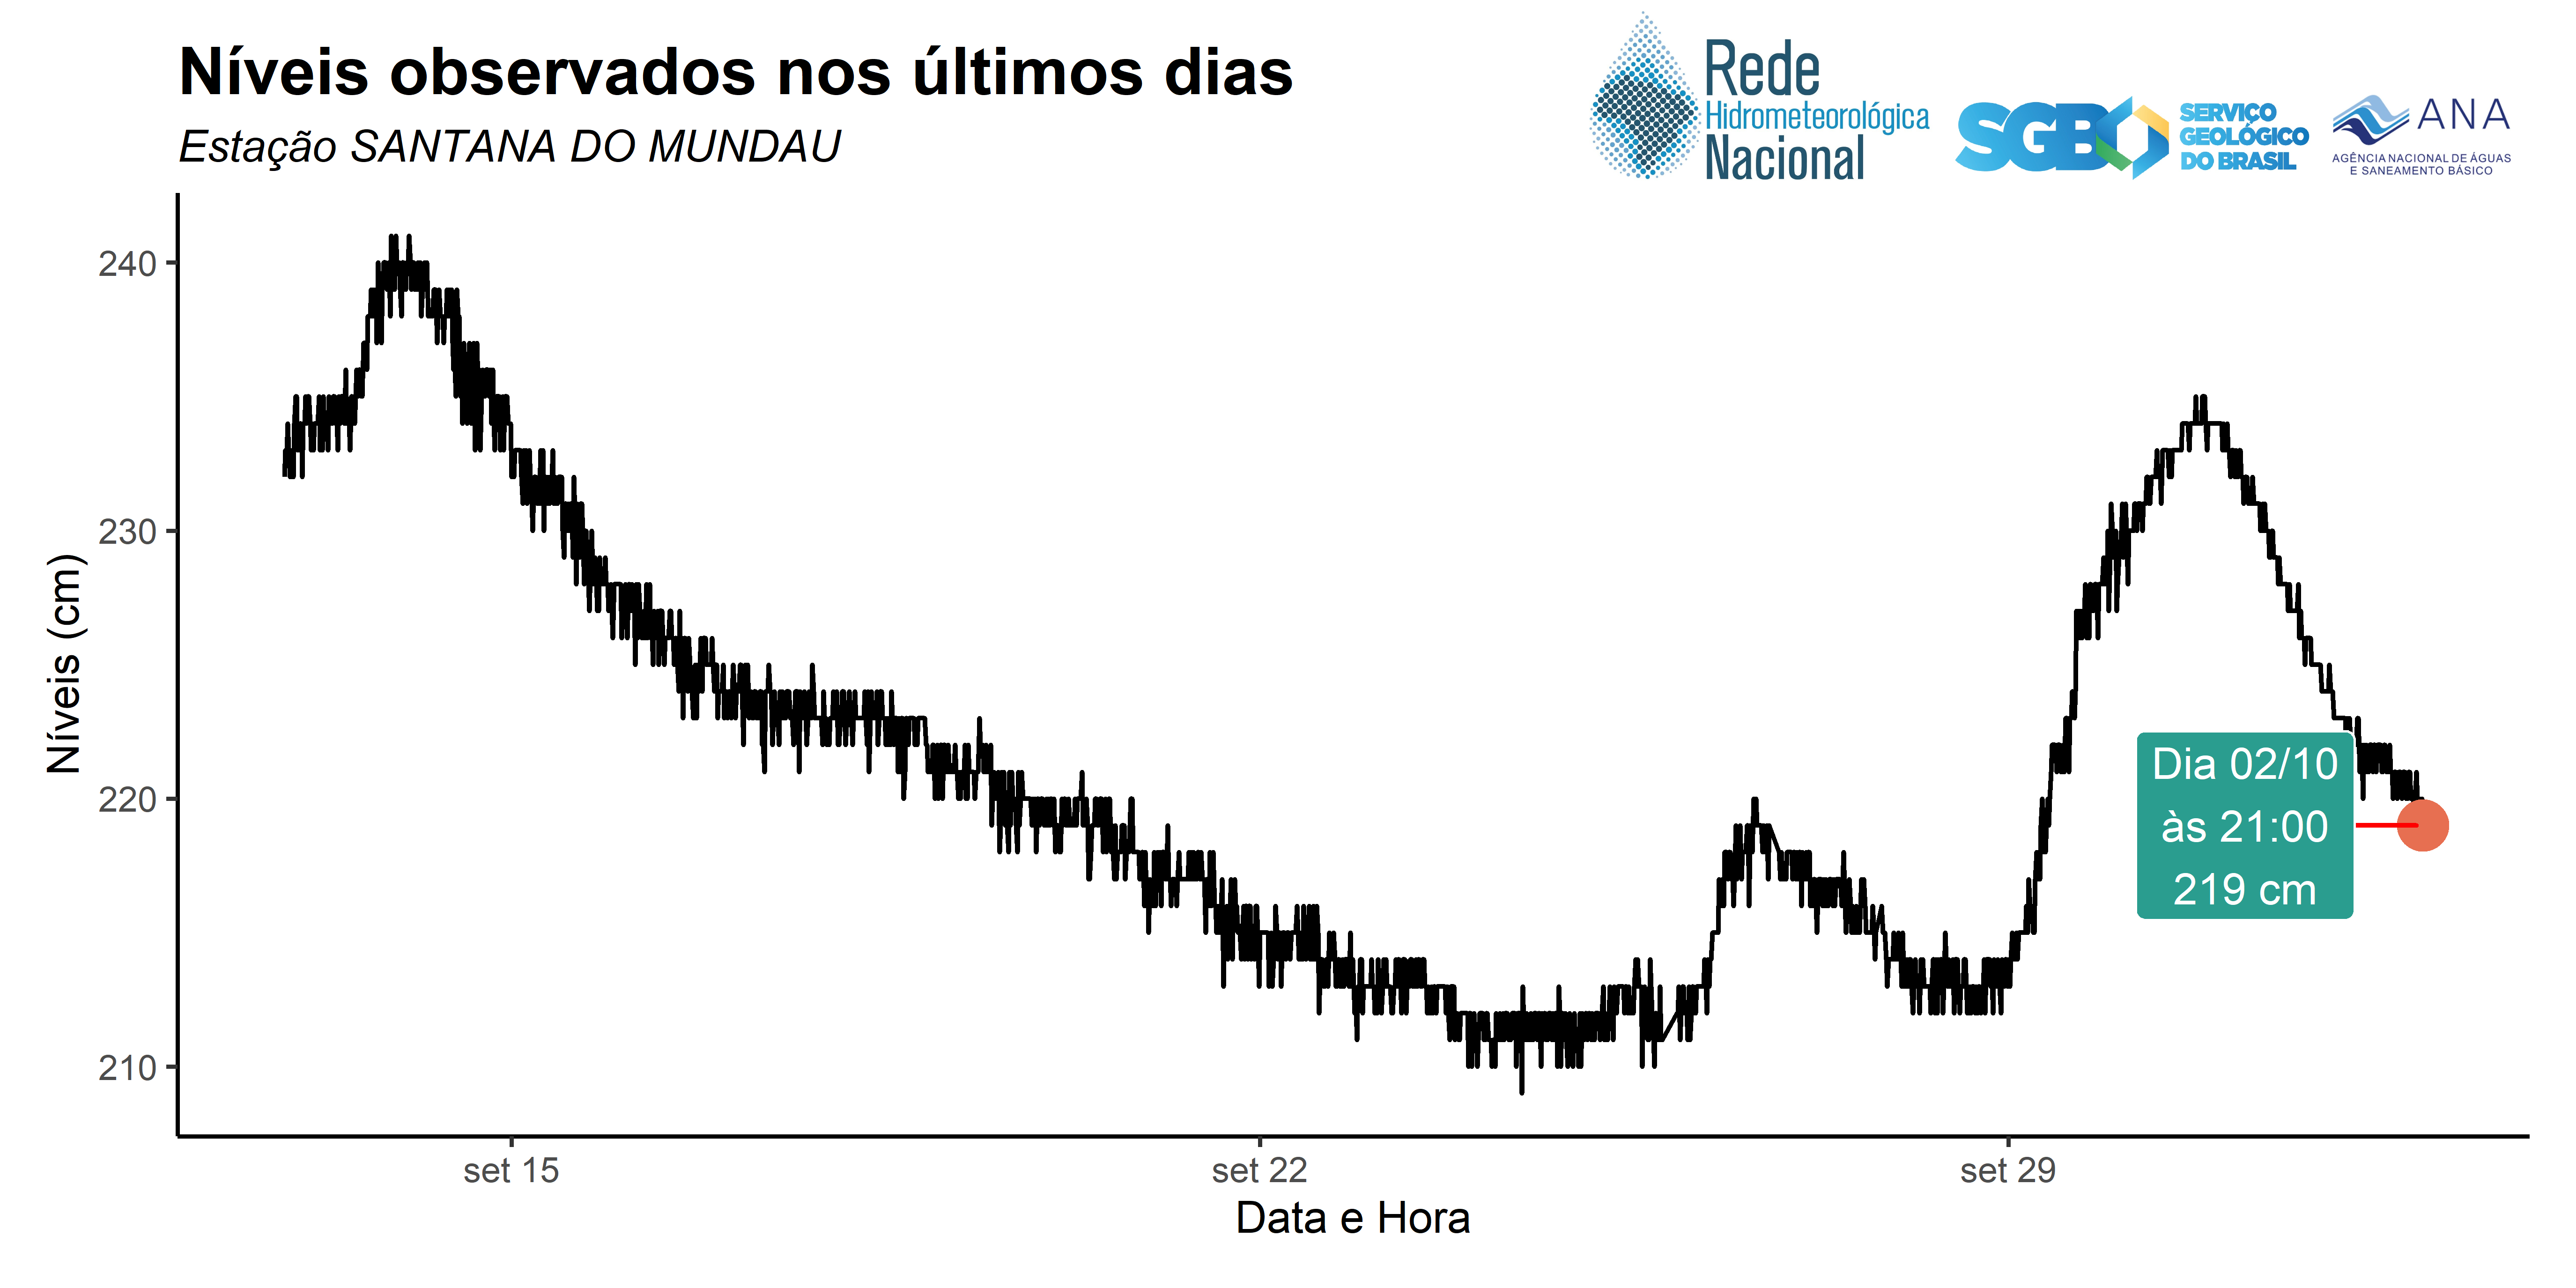 Níveis observados nos últimos dias
Estação SANTANA DO MUNDAU
Rede
Hidrometeorológica
Nacional
SGB
SERVIÇO
GEOLÓGICO
DO BRASIL
ANA
AGÊNCIA NACIONAL DE ÁGUAS
E SANEAMENTO BÁSICO
Níveis (cm)
240
230
220
210
Dia 02/10
às 21:00
219 cm
set 15
set 22
set 29
Data e Hora